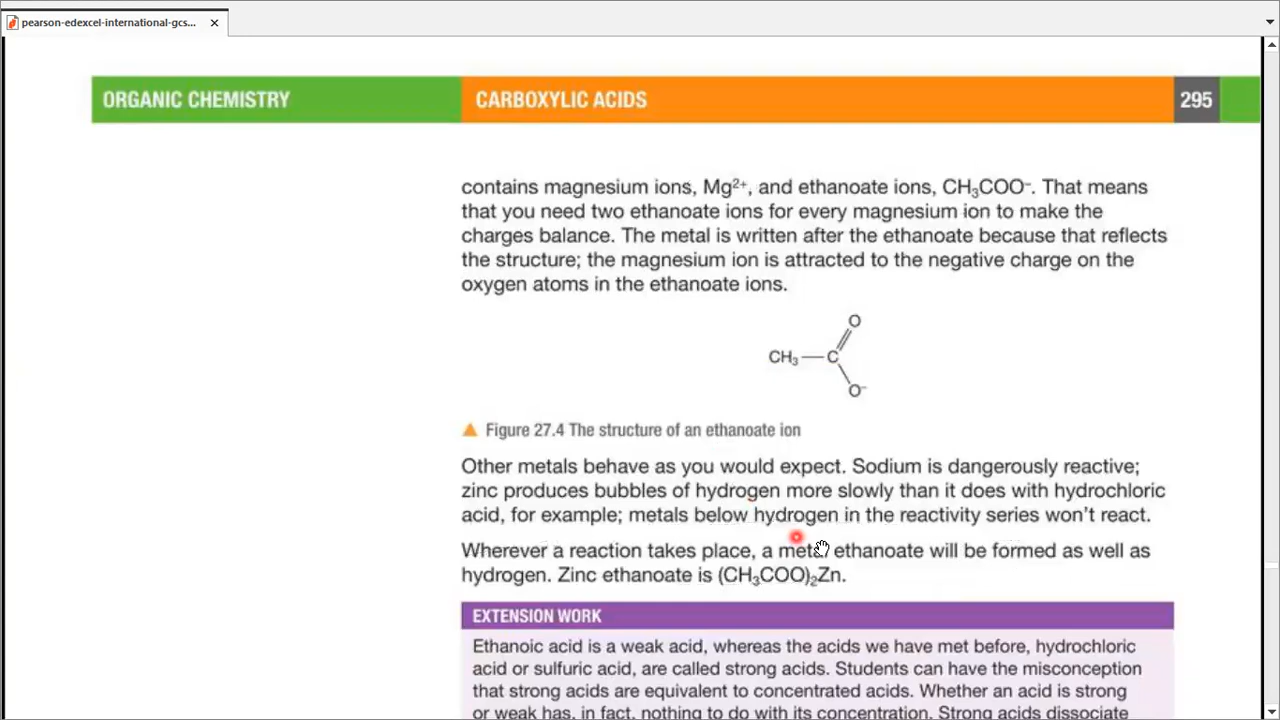 pearson-edexcel-international-gcs...
ORGANIC CHEMISTRY
CARBOXYLIC ACIDS
295
contains magnesium ions, Mg²⁺, and ethanoate ions, CH₃COO⁻. That means
that you need two ethanoate ions for every magnesium ion to make the
charges balance. The metal is written after the ethanoate because that reflects
the structure; the magnesium ion is attracted to the negative charge on the
oxygen atoms in the ethanoate ions.
O
CH₃—C
O⁻
Figure 27.4 The structure of an ethanoate ion
Other metals behave as you would expect. Sodium is dangerously reactive;
zinc produces bubbles of hydrogen more slowly than it does with hydrochloric
acid, for example; metals below hydrogen in the reactivity series won't react.
Wherever a reaction takes place, a metal ethanoate will be formed as well as
hydrogen. Zinc ethanoate is (CH₃COO)₂Zn.
EXTENSION WORK
Ethanoic acid is a weak acid, whereas the acids we have met before, hydrochloric
acid or sulfuric acid, are called strong acids. Students can have the misconception
that strong acids are equivalent to concentrated acids. Whether an acid is strong
or weak has, in fact, nothing to do with its concentration. Strong acids dissociate